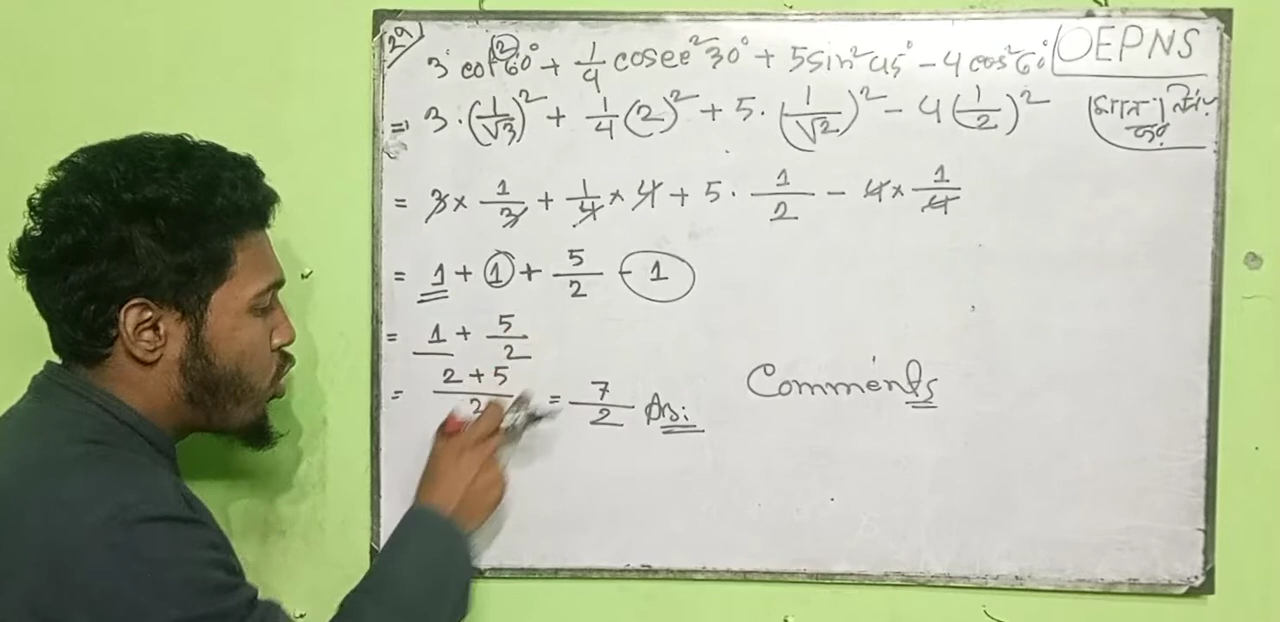 29) 3 cot²60° + 1/4 cosec²30° + 5 sin²45° - 4 cos²60°
OEPNS
=> 3·(1/√3)² + 1/4(2)² + 5·(1/√2)² - 4(1/2)²
= 3 × 1/3 + 1/4 × 4 + 5·1/2 - 4 × 1/4
= 1 + 1 + 5/2 - 1
= 1 + 5/2
= 2+5/2 = 7/2 Ans:
Comments